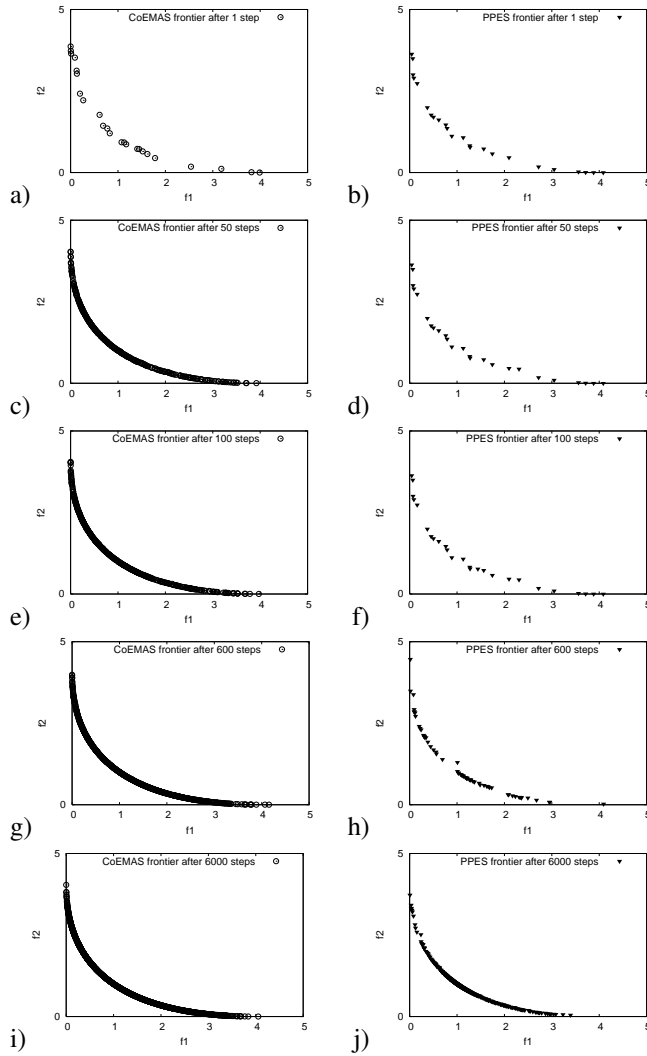 CoEMAS frontier after 1 steps
5
f2
0
0 1 2 3 4 5
f1
a)
PPES frontier after 1 step
5
f2
0
0 1 2 3 4 5
f1
b)
CoEMAS frontier after 50 steps
5
f2
0
0 1 2 3 4 5
f1
c)
PPES frontier after 50 steps
5
f2
0
0 1 2 3 4 5
f1
d)
CoEMAS frontier after 100 steps
5
f2
0
0 1 2 3 4 5
f1
e)
PPES frontier after 100 steps
5
f2
0
0 1 2 3 4 5
f1
f)
CoEMAS frontier after 600 steps
5
f2
0
0 1 2 3 4 5
f1
g)
PPES frontier after 600 steps
5
f2
0
0 1 2 3 4 5
f1
h)
CoEMAS frontier after 6000 steps
5
f2
0
0 1 2 3 4 5
f1
i)
PPES frontier after 6000 steps
5
f2
0
0 1 2 3 4 5
f1
j)